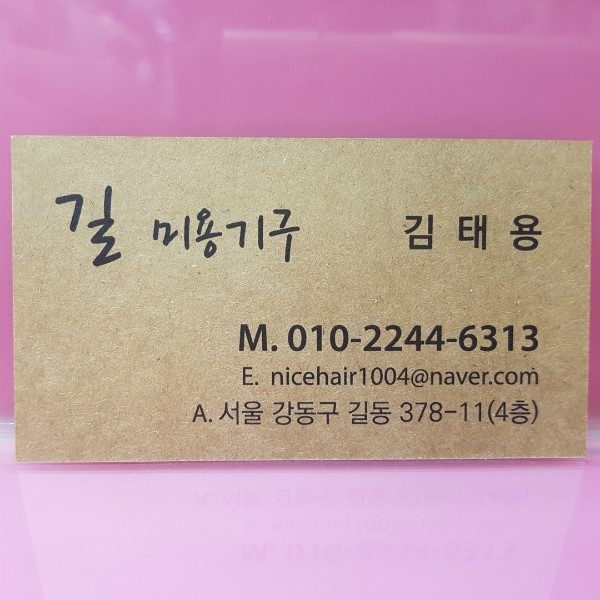 길 미용기구 김태용
M. 010-2244-6313
E. nicehair1004@naver.com
A. 서울 강동구 길동 378-11(4층)